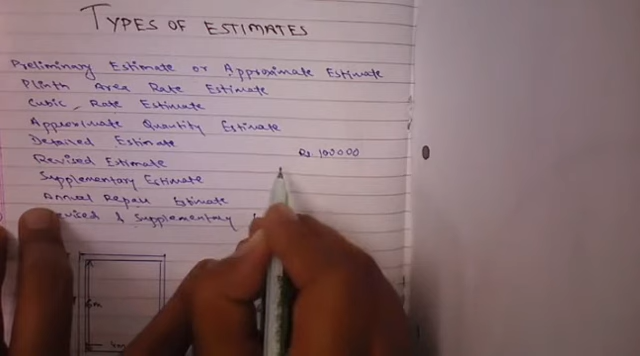 TYPES OF ESTIMATES
Preliminary Estimate or Approximate Estimate
Plinth Area Rate Estimate
Cubic Rate Estimate
Approximate Quantity Estimate
Detailed Estimate
Rs. 100000
Revised Estimate
Supplementary Estimate
Annual Repair Estimate
Revised & Supplementary